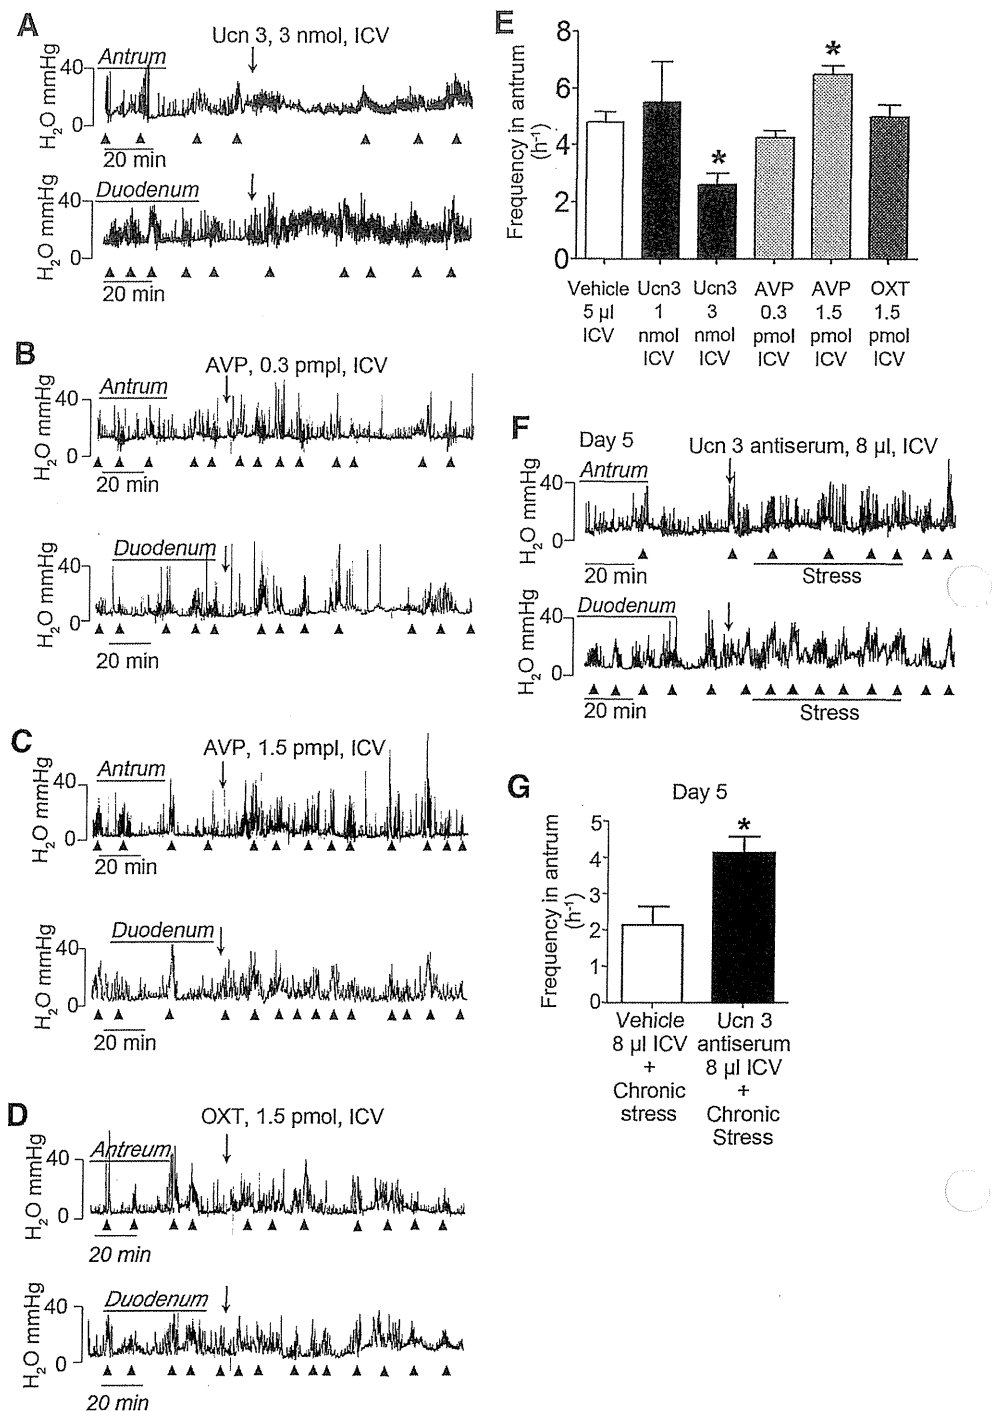 A
Ucn 3, 3 nmol, ICV
Antrum
H2O mmHg
40
0
20 min
Duodenum
H2O mmHg
40
0
20 min
B
AVP, 0.3 pmpl, ICV
Antrum
H2O mmHg
40
0
20 min
Duodenum
H2O mmHg
40
0
20 min
C
AVP, 1.5 pmpl, ICV
Antrum
H2O mmHg
40
0
20 min
Duodenum
H2O mmHg
40
0
20 min
D
OXT, 1.5 pmol, ICV
Antreum
H2O mmHg
40
0
20 min
Duodenum
H2O mmHg
40
0
20 min
E
Frequency in antrum
(h-1)
8
6
4
2
0
*
*
Vehicle Ucn3 Ucn3 AVP AVP OXT
5 µl 1 3 0.3 1.5 1.5
ICV nmol nmol pmol pmol pmol
ICV ICV ICV ICV ICV
F
Day 5
Ucn 3 antiserum, 8 µl, ICV
Antrum
H2O mmHg
40
0
20 min
Stress
Duodenum
H2O mmHg
40
0
20 min
Stress
G
Day 5
Frequency in antrum
(h-1)
5
4
3
2
1
0
*
Vehicle Ucn 3
8 µl ICV antiserum
+ 8 µl ICV
Chronic +
stress Chronic
Stress